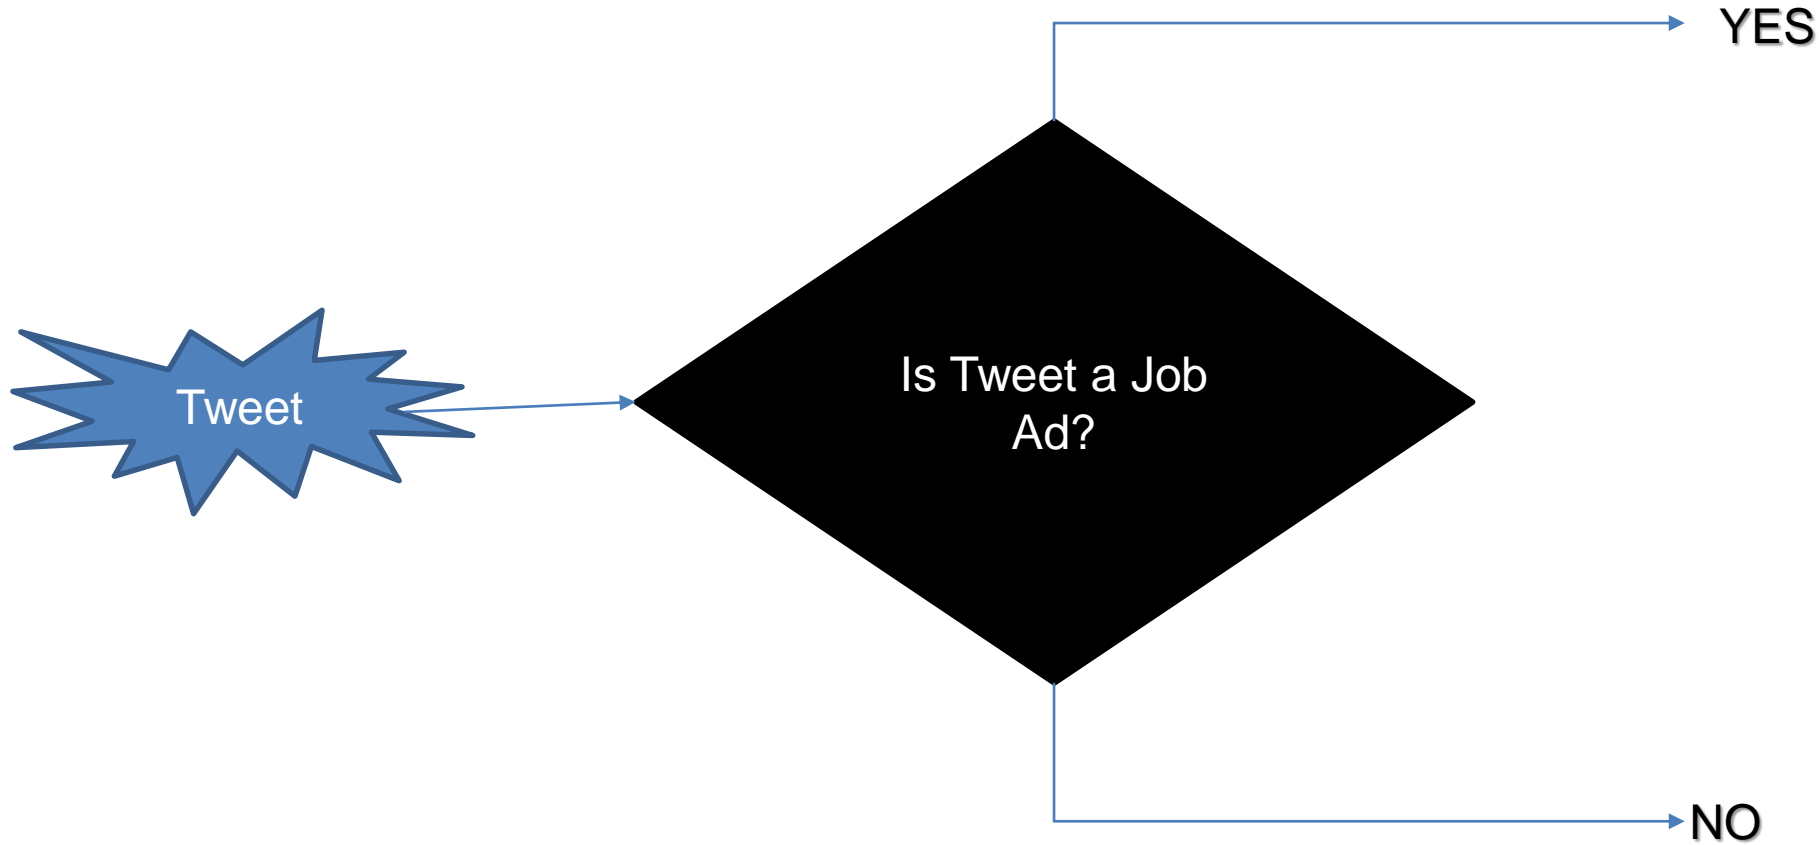 YES
Tweet
Is Tweet a Job
Ad?
NO